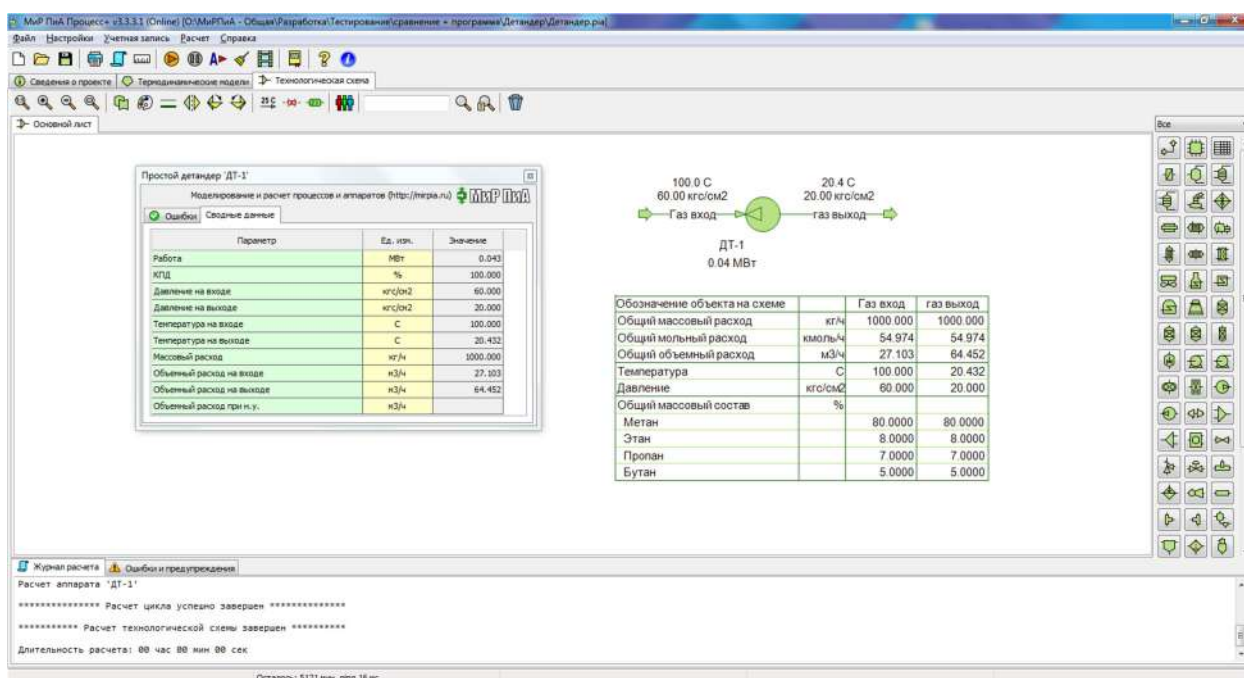 МиР ПиА Процесс+ v3.3.3.1 (Online) [O:\МиРПиА - Общая\Разработка\Тестирование\сравнение + программа\Детандер\Детандер.pia]
Файл Настройки Учетная запись Расчет Справка
Сведения о проекте Термодинамические модели Технологическая схема
Основной лист
Все
Простой детандер 'ДТ-1'
Моделирование и расчет процессов и аппаратов (http://mirpia.ru) МИР ПИА
Ошибки Сводные данные
Параметр Ед. изм. Значение
Работа МВт 0.043
КПД % 100.000
Давление на входе кгс/см2 60.000
Давление на выходе кгс/см2 20.000
Температура на входе C 100.000
Температура на выходе C 20.432
Массовый расход кг/ч 1000.000
Объемный расход на входе м3/ч 27.103
Объемный расход на выходе м3/ч 64.452
Объемный расход при н.у. м3/ч
100.0 C 20.4 C
60.00 кгс/см2 20.00 кгс/см2
Газ вход газ выход
ДТ-1
0.04 МВт
Обозначение объекта на схеме Газ вход газ выход
Общий массовый расход кг/ч 1000.000 1000.000
Общий мольный расход кмоль/ч 54.974 54.974
Общий объемный расход м3/ч 27.103 64.452
Температура C 100.000 20.432
Давление кгс/см2 60.000 20.000
Общий массовый состав %
Метан 80.0000 80.0000
Этан 8.0000 8.0000
Пропан 7.0000 7.0000
Бутан 5.0000 5.0000
Журнал расчета Ошибки и предупреждения
Расчет аппарата 'ДТ-1'
*************** Расчет цикла успешно завершен **************
*********** Расчет технологической схемы завершен **********
Длительность расчета: 00 час 00 мин 00 сек